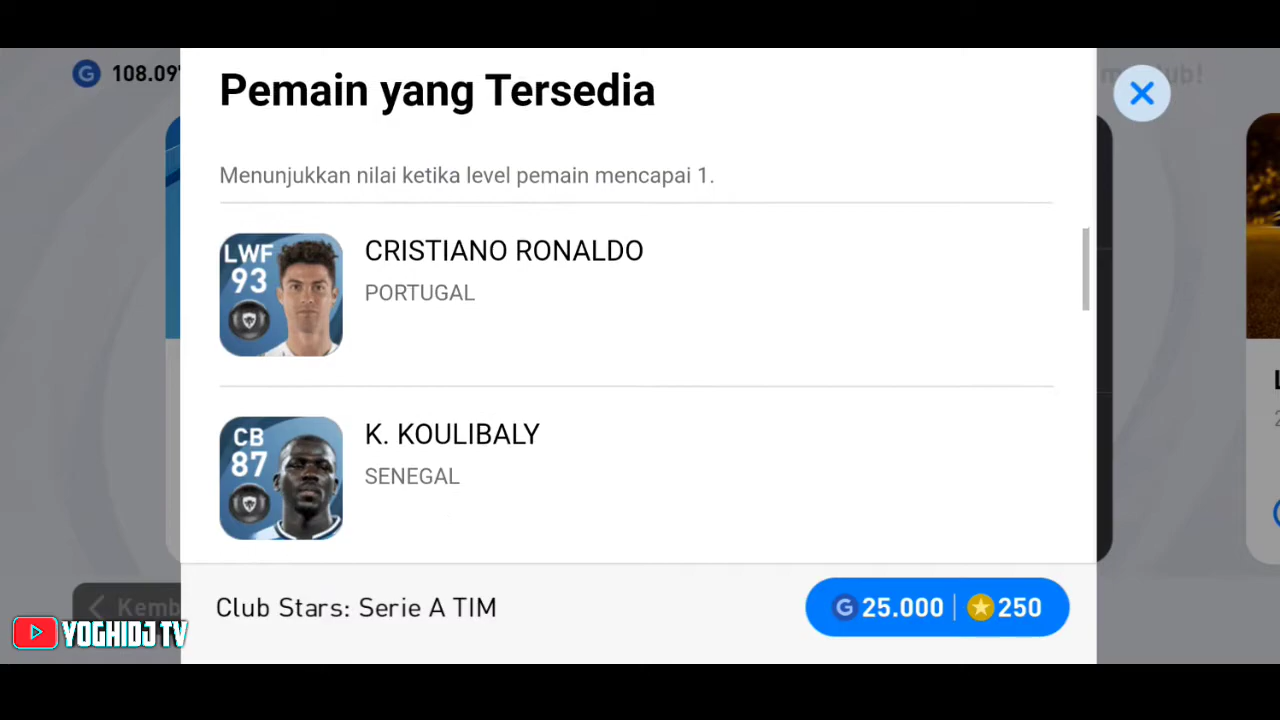 108.09
Pemain yang Tersedia
Menunjukkan nilai ketika level pemain mencapai 1.
LWF
93
CRISTIANO RONALDO
PORTUGAL
CB
87
K. KOULIBALY
SENEGAL
Club Stars: Serie A TIM
G 25.000 | 250
Kemb
YOGHIDJ TV